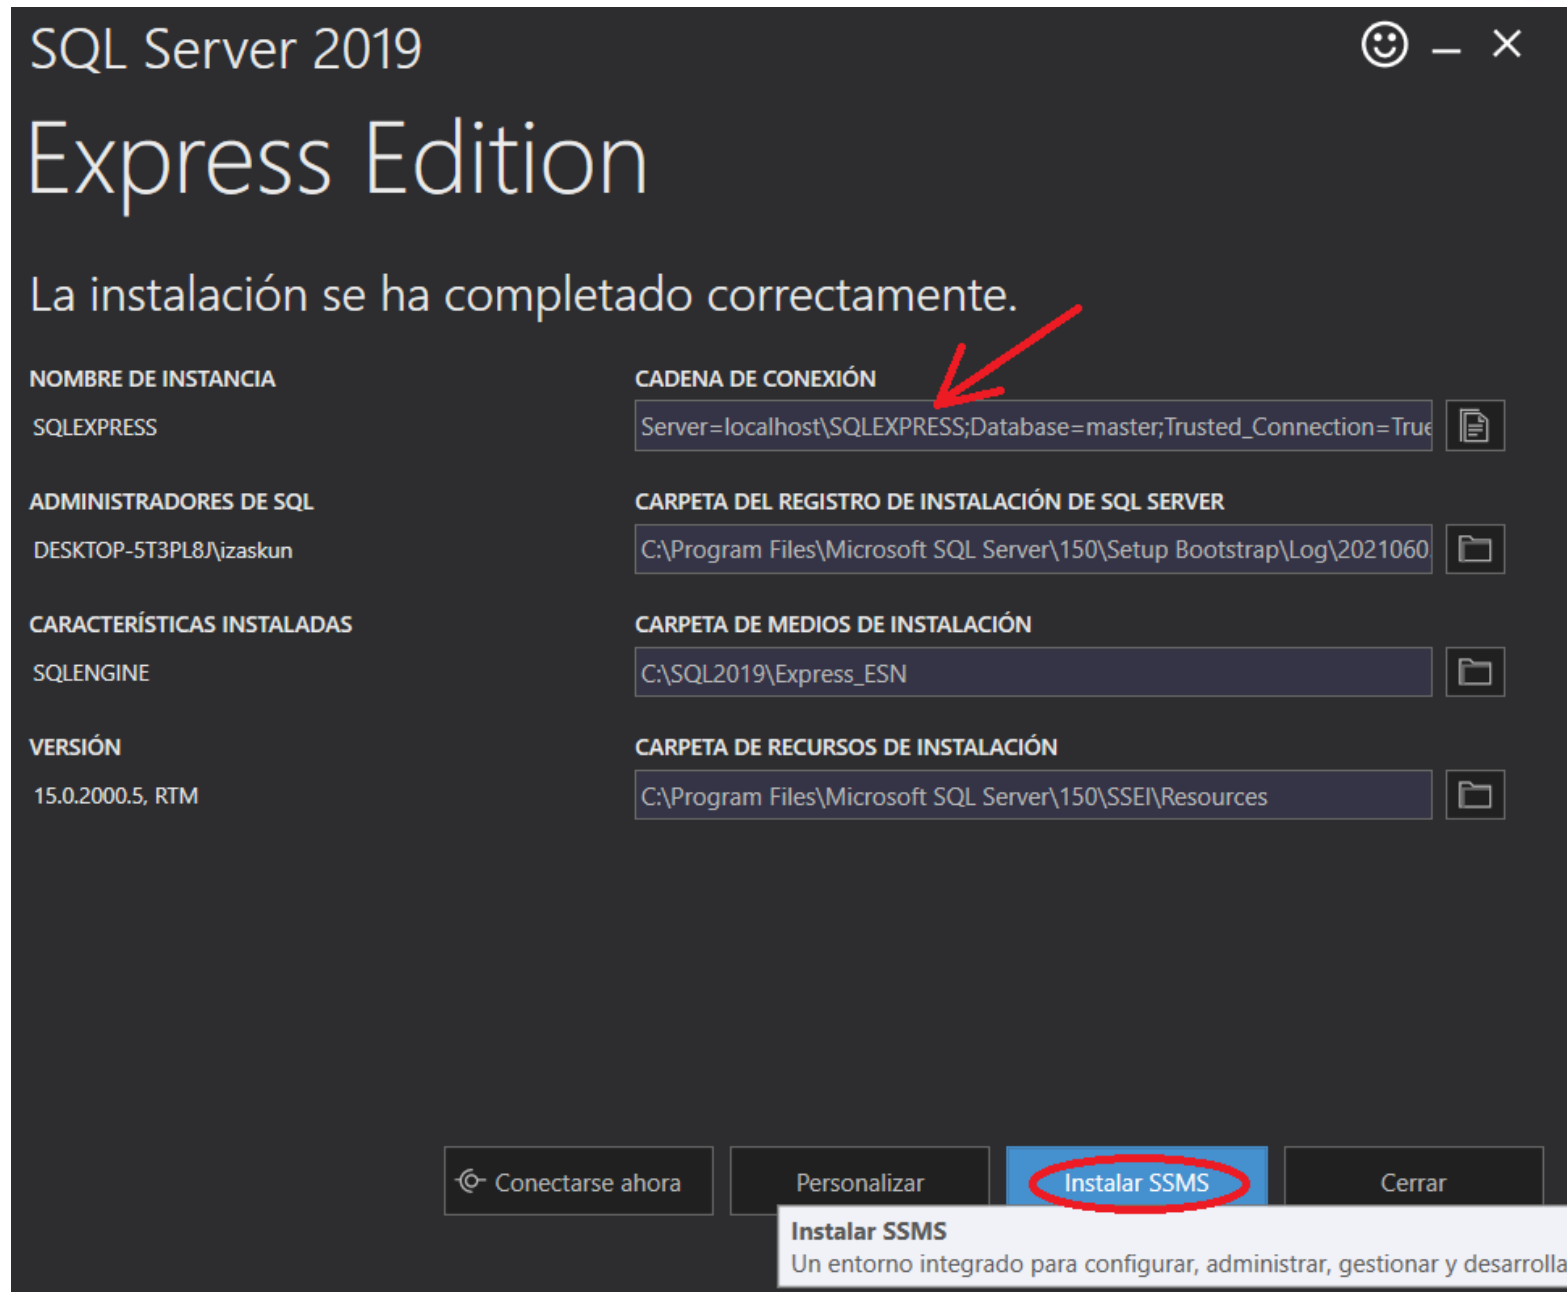 SQL Server 2019
Express Edition
La instalación se ha completado correctamente.
NOMBRE DE INSTANCIA
SQLEXPRESS
CADENA DE CONEXIÓN
Server=localhost\SQLEXPRESS;Database=master;Trusted_Connection=True
ADMINISTRADORES DE SQL
DESKTOP-5T3PL8J\izaskun
CARPETA DEL REGISTRO DE INSTALACIÓN DE SQL SERVER
C:\Program Files\Microsoft SQL Server\150\Setup Bootstrap\Log\2021060
CARACTERÍSTICAS INSTALADAS
SQLENGINE
CARPETA DE MEDIOS DE INSTALACIÓN
C:\SQL2019\Express_ESN
VERSIÓN
15.0.2000.5, RTM
CARPETA DE RECURSOS DE INSTALACIÓN
C:\Program Files\Microsoft SQL Server\150\SSEI\Resources
Conectarse ahora
Personalizar
Instalar SSMS
Cerrar
Instalar SSMS
Un entorno integrado para configurar, administrar, gestionar y desarrolla